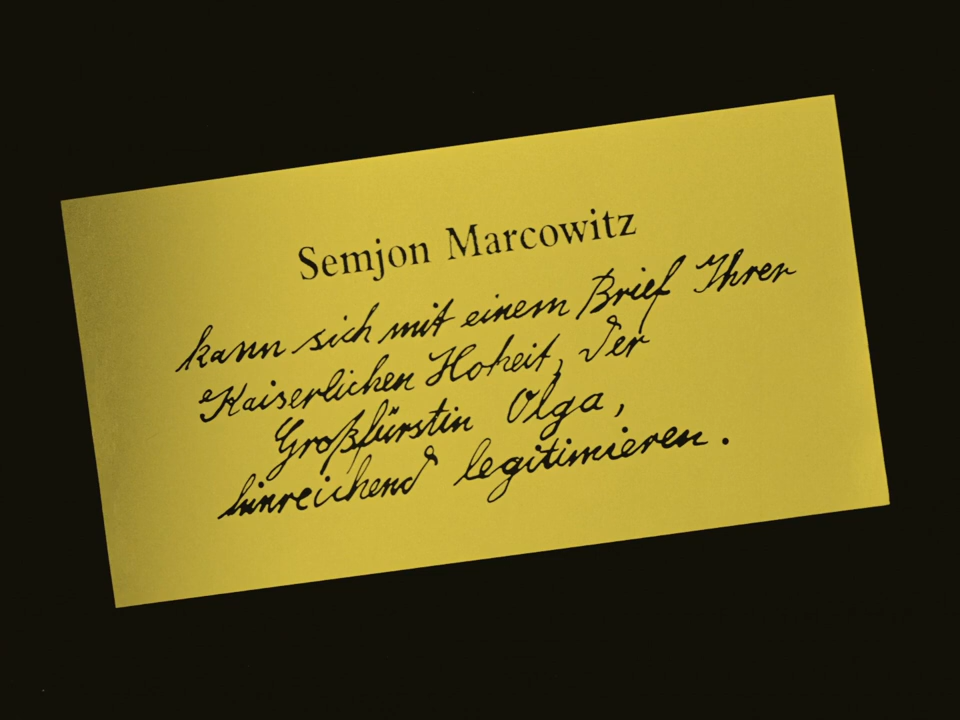 Semjon Marcowitz
kann sich mit einem Brief Ihrer
Kaiserlichen Hoheit, der
Großfürstin Olga,
hinreichend legitimieren.